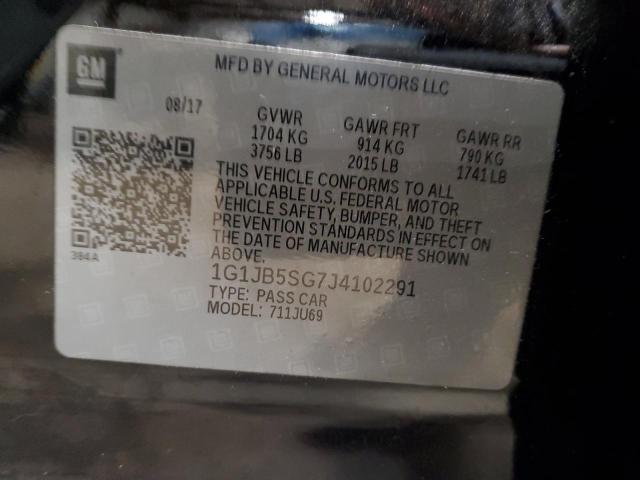 GM
MFD BY GENERAL MOTORS LLC
08/17
GVWR GAWR FRT GAWR RR
1704 KG 914 KG 790 KG
3756 LB 2015 LB 1741 LB
THIS VEHICLE CONFORMS TO ALL
APPLICABLE U.S. FEDERAL MOTOR
VEHICLE SAFETY, BUMPER, AND THEFT
PREVENTION STANDARDS IN EFFECT ON
THE DATE OF MANUFACTURE SHOWN
ABOVE.
384A
1G1JB5SG7J4102291
TYPE: PASS CAR
MODEL: 711JU69